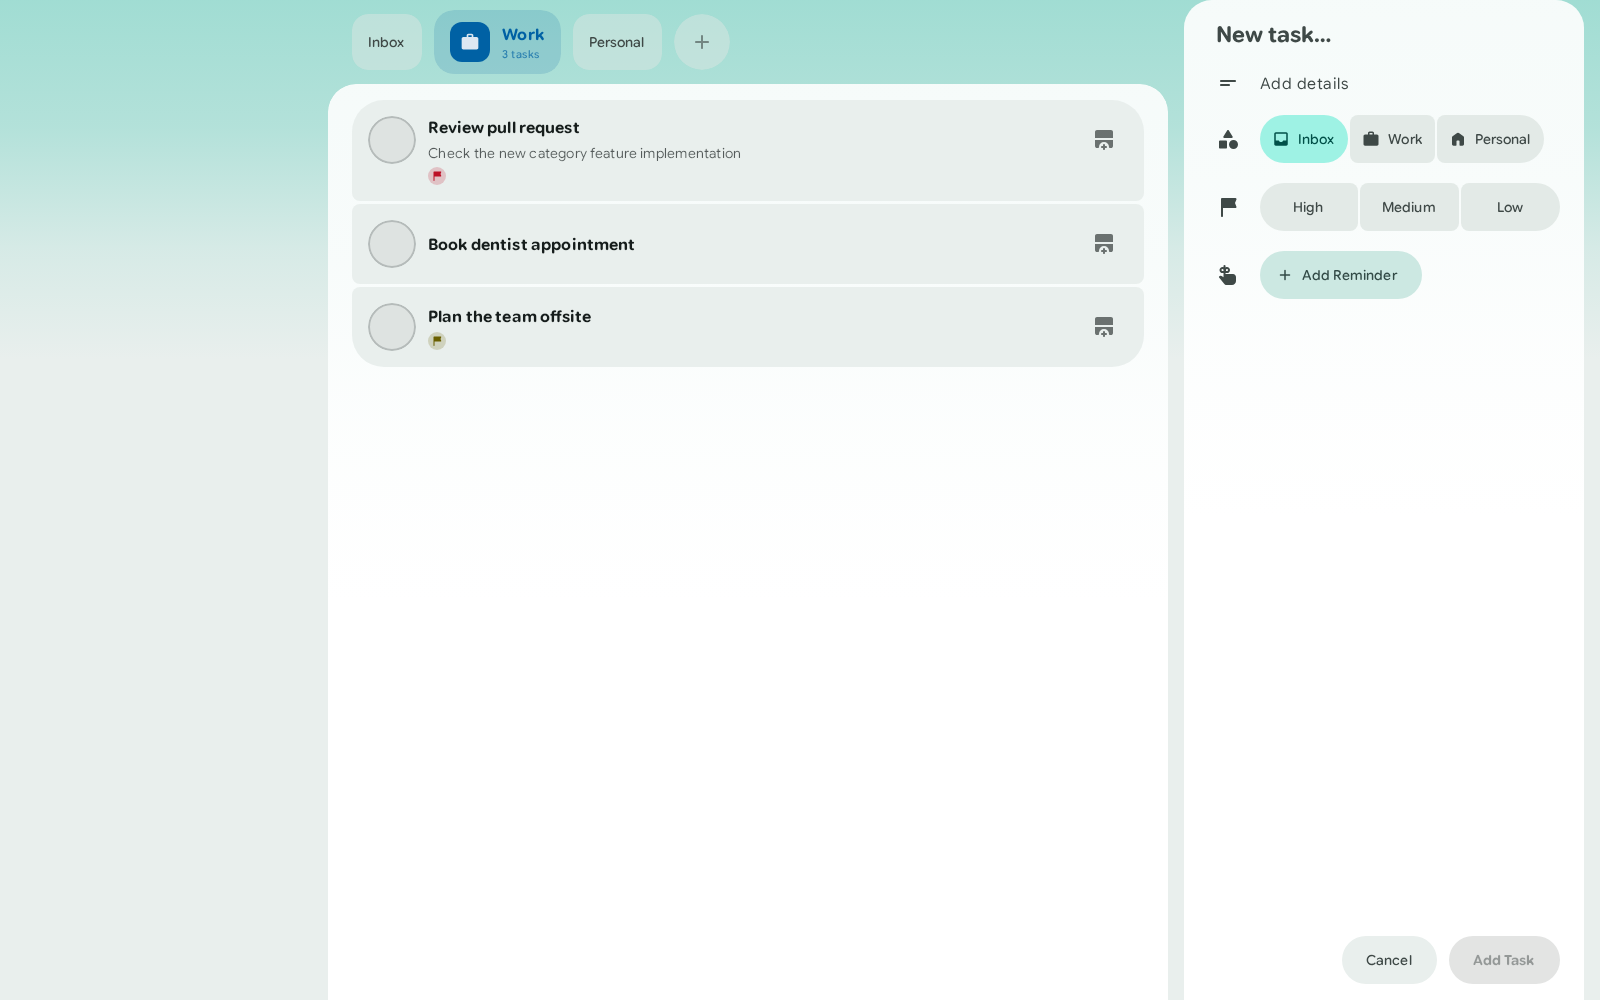 Inbox
Work
3 tasks
Personal
Review pull request
Check the new category feature implementation
Book dentist appointment
Plan the team offsite
New task...
Add details
Inbox
Work
Personal
High
Medium
Low
Add Reminder
Cancel
Add Task